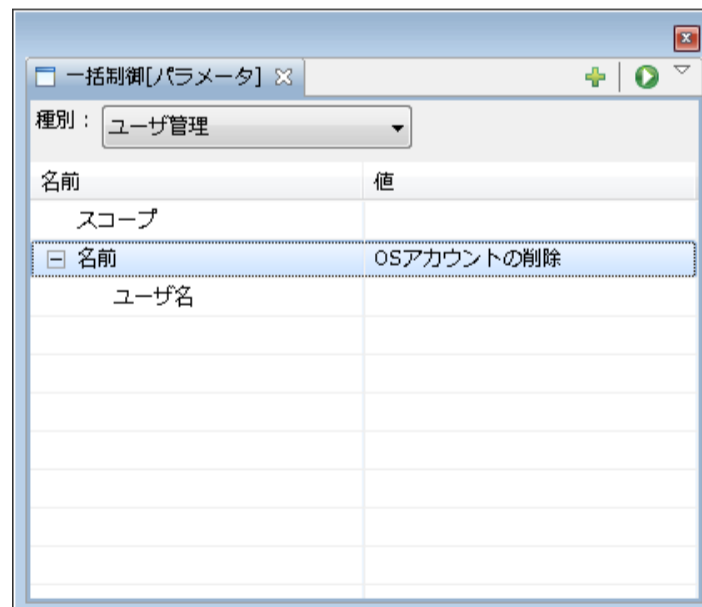 一括制御[パラメータ]
種別：ユーザ管理
名前 値
スコープ
名前 OSアカウントの削除
ユーザ名